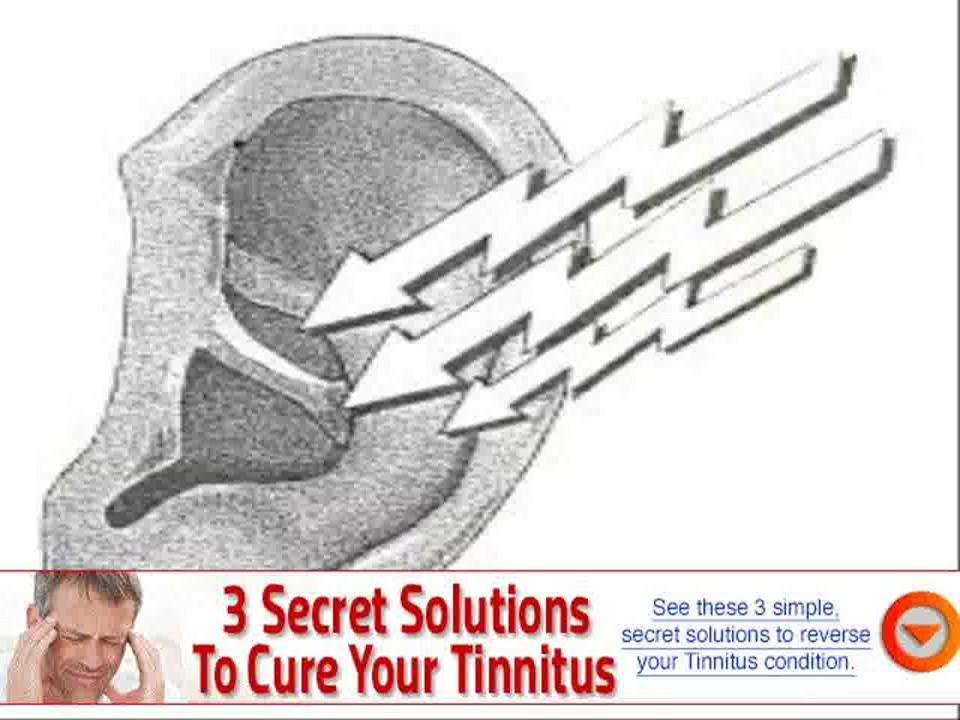 3 Secret Solutions
To Cure Your Tinnitus
See these 3 simple,
secret solutions to reverse
your Tinnitus condition.